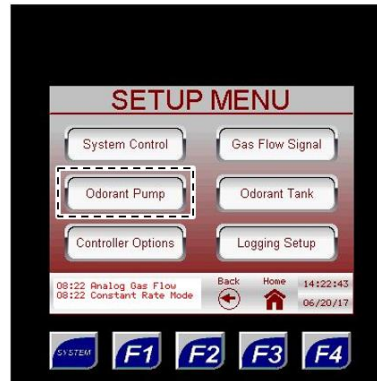 SETUP MENU
System Control
Gas Flow Signal
Odorant Pump
Odorant Tank
Controller Options
Logging Setup
08:22 Analog Gas Flow
08:22 Constant Rate Mode
Back
Home
14:22:43
06/20/17
SYSTEM
F1
F2
F3
F4